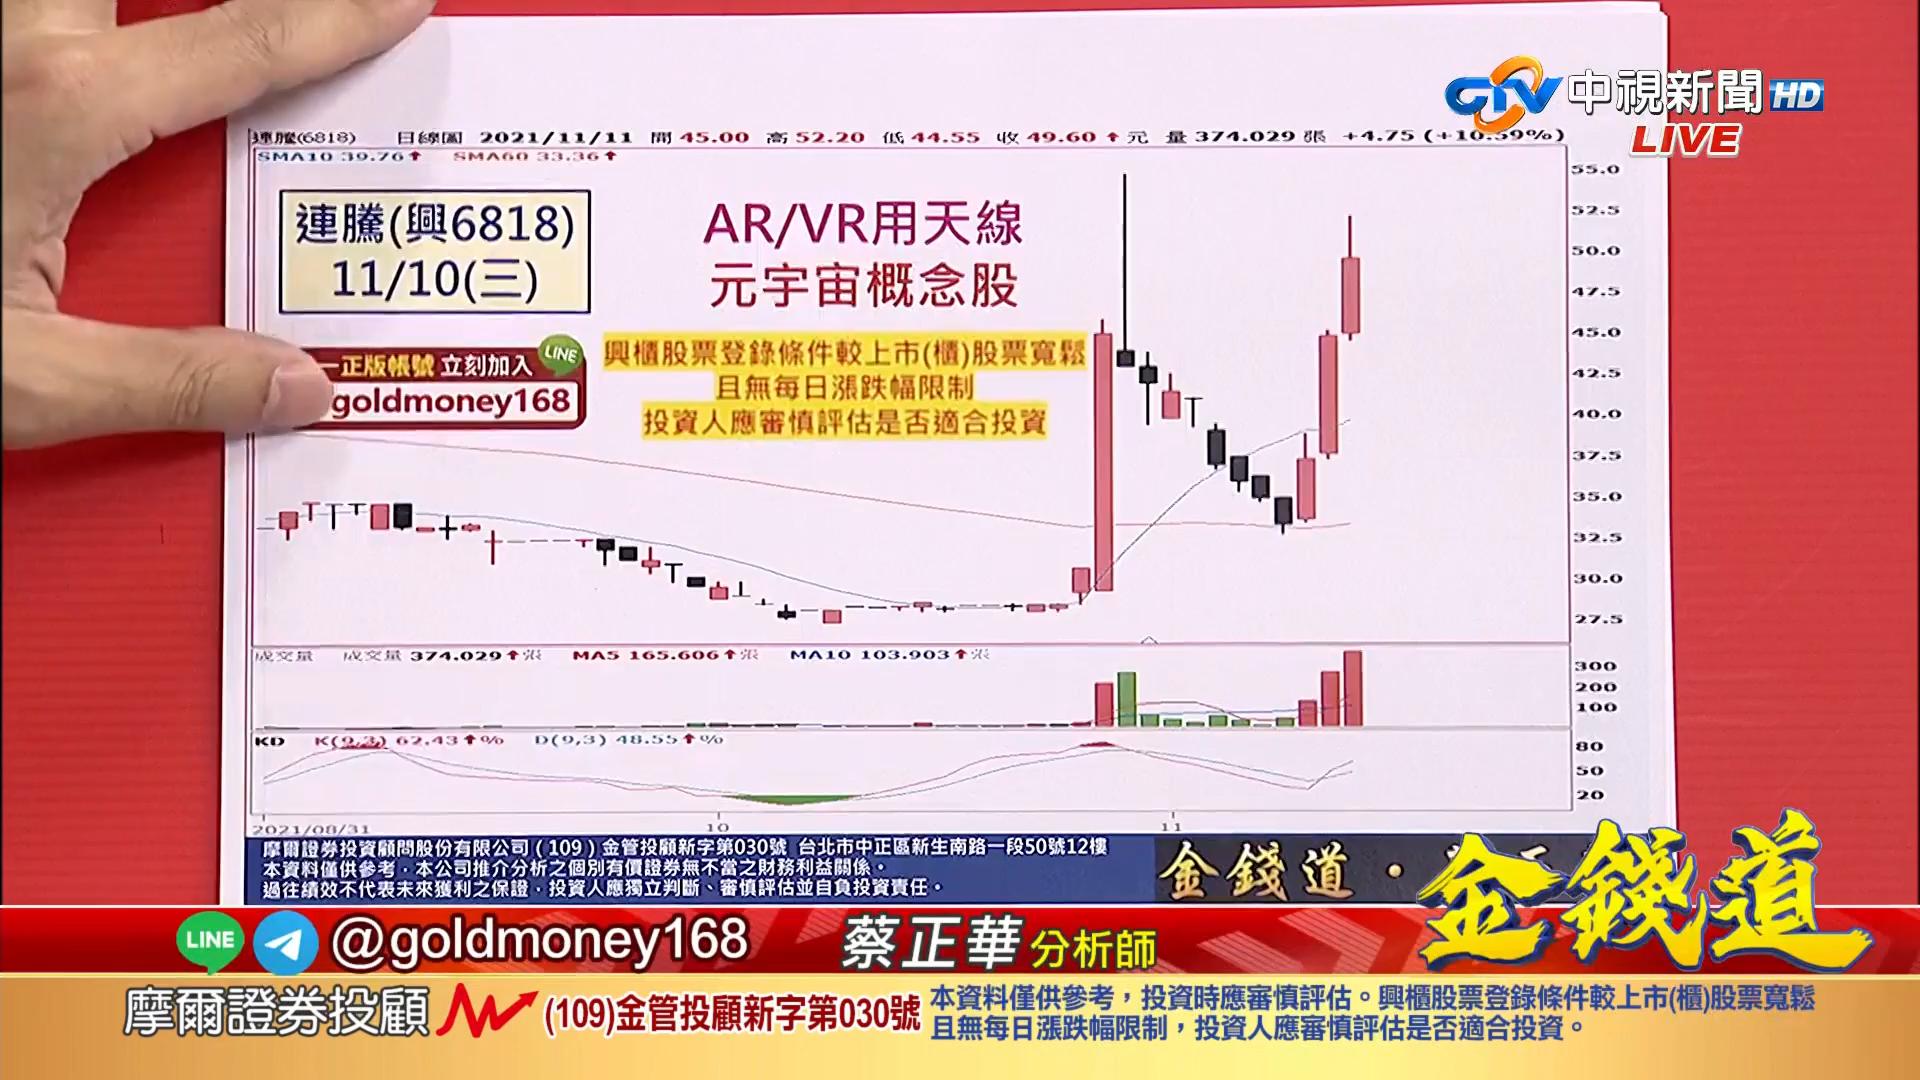 CTV 中視新聞 HD
LIVE
連騰(6818) 日線圖 2021/11/11 開 45.00 高 52.20 低 44.55 收 49.60 ↑ 元 量 374.029 張 +4.75 (+10.59%)
SMA10 39.76↑ SMA60 33.36↑
連騰(興6818)
11/10(三)
AR/VR用天線
元宇宙概念股
正版帳號 立刻加入 LINE
goldmoney168
興櫃股票登錄條件較上市(櫃)股票寬鬆
且無每日漲跌幅限制
投資人應審慎評估是否適合投資
55.0
52.5
50.0
47.5
45.0
42.5
40.0
37.5
35.0
32.5
30.0
27.5
成交量 成交量 374.029↑張 MA5 165.606↑張 MA10 103.903↑張
300
200
100
KD K(9,3) 62.43↑% D(9,3) 48.55↑%
80
50
20
2021/08/31 10 11
摩爾證券投資顧問股份有限公司(109)金管投顧新字第030號 台北市中正區新生南路一段50號12樓
本資料僅供參考，本公司推介分析之個別有價證券無不當之財務利益關係。
過往績效不代表未來獲利之保證，投資人應獨立判斷、審慎評估並自負投資責任。
金錢道·
金錢道
LINE @goldmoney168 蔡正華 分析師
摩爾證券投顧 (109)金管投顧新字第030號
本資料僅供參考，投資時應審慎評估。興櫃股票登錄條件較上市(櫃)股票寬鬆
且無每日漲跌幅限制，投資人應審慎評估是否適合投資。